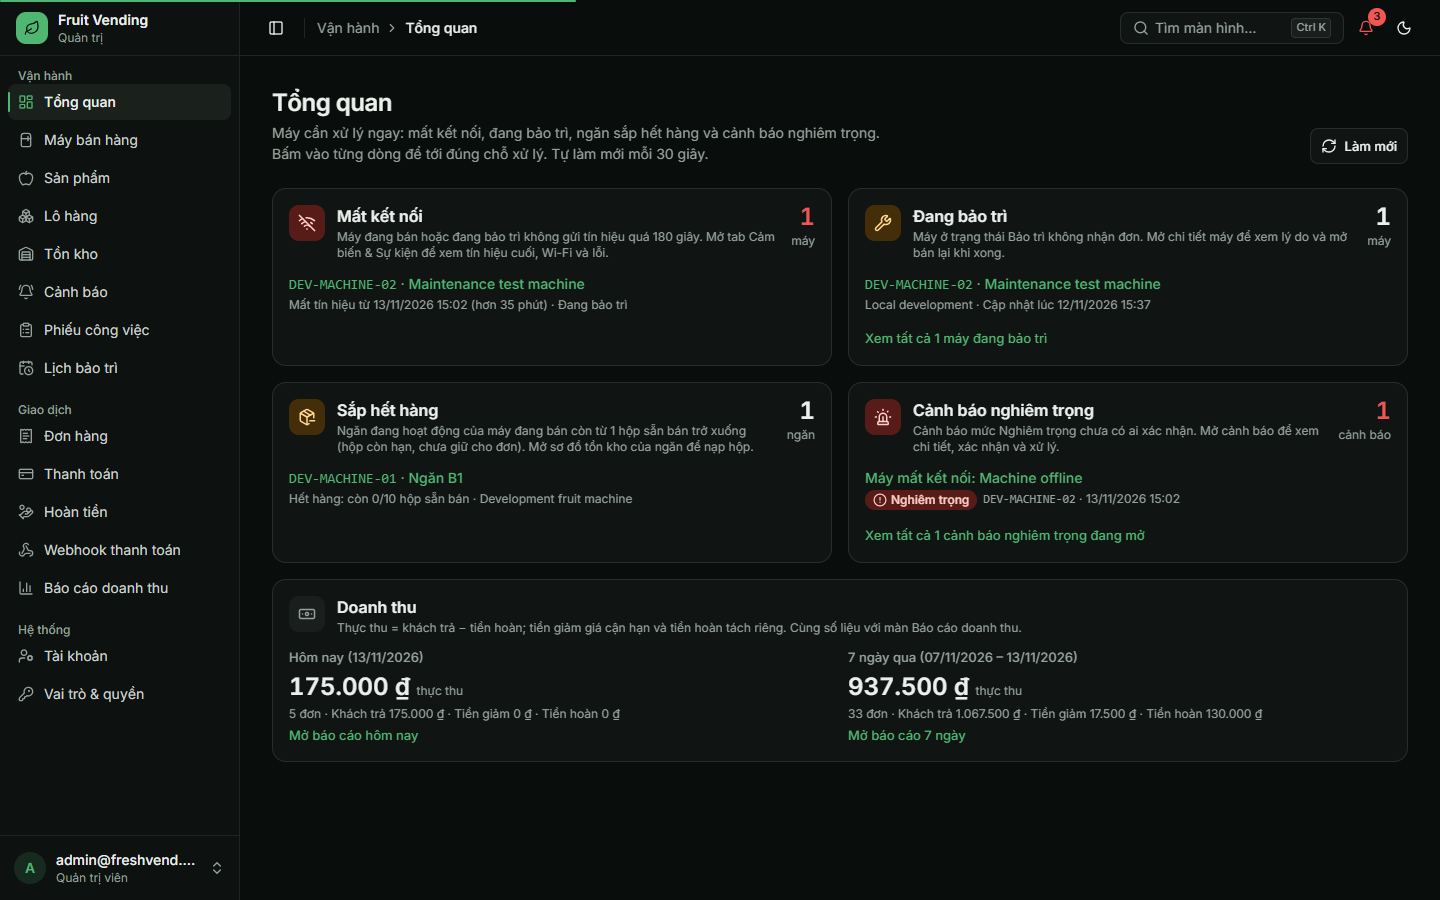 Fruit Vending
Quản trị
Vận hành
Tổng quan
Máy bán hàng
Sản phẩm
Lô hàng
Tồn kho
Cảnh báo
Phiếu công việc
Lịch bảo trì
Giao dịch
Đơn hàng
Thanh toán
Hoàn tiền
Webhook thanh toán
Báo cáo doanh thu
Hệ thống
Tài khoản
Vai trò & quyền
A
admin@freshvend....
Quản trị viên
Vận hành > Tổng quan
Tìm màn hình... Ctrl K
3
Tổng quan
Máy cần xử lý ngay: mất kết nối, đang bảo trì, ngăn sắp hết hàng và cảnh báo nghiêm trọng.
Bấm vào từng dòng để tới đúng chỗ xử lý. Tự làm mới mỗi 30 giây.
Làm mới
Mất kết nối
Máy đang bán hoặc đang bảo trì không gửi tín hiệu quá 180 giây. Mở tab Cảm
biến & Sự kiện để xem tín hiệu cuối, Wi-Fi và lỗi.
1
máy
DEV-MACHINE-02 · Maintenance test machine
Mất tín hiệu từ 13/11/2026 15:02 (hơn 35 phút) · Đang bảo trì
Đang bảo trì
Máy ở trạng thái Bảo trì không nhận đơn. Mở chi tiết máy để xem lý do và mở
bán lại khi xong.
1
máy
DEV-MACHINE-02 · Maintenance test machine
Local development · Cập nhật lúc 12/11/2026 15:37
Xem tất cả 1 máy đang bảo trì
Sắp hết hàng
Ngăn đang hoạt động của máy đang bán còn từ 1 hộp sẵn bán trở xuống
(hộp còn hạn, chưa giữ cho đơn). Mở sơ đồ tồn kho của ngăn để nạp hộp.
1
ngăn
DEV-MACHINE-01 · Ngăn B1
Hết hàng: còn 0/10 hộp sẵn bán · Development fruit machine
Cảnh báo nghiêm trọng
Cảnh báo mức Nghiêm trọng chưa có ai xác nhận. Mở cảnh báo để xem
chi tiết, xác nhận và xử lý.
1
cảnh báo
Máy mất kết nối: Machine offline
Nghiêm trọng DEV-MACHINE-02 · 13/11/2026 15:02
Xem tất cả 1 cảnh báo nghiêm trọng đang mở
Doanh thu
Thực thu = khách trả − tiền hoàn; tiền giảm giá cận hạn và tiền hoàn tách riêng. Cùng số liệu với màn Báo cáo doanh thu.
Hôm nay (13/11/2026)
175.000 ₫ thực thu
5 đơn · Khách trả 175.000 ₫ · Tiền giảm 0 ₫ · Tiền hoàn 0 ₫
Mở báo cáo hôm nay
7 ngày qua (07/11/2026 – 13/11/2026)
937.500 ₫ thực thu
33 đơn · Khách trả 1.067.500 ₫ · Tiền giảm 17.500 ₫ · Tiền hoàn 130.000 ₫
Mở báo cáo 7 ngày